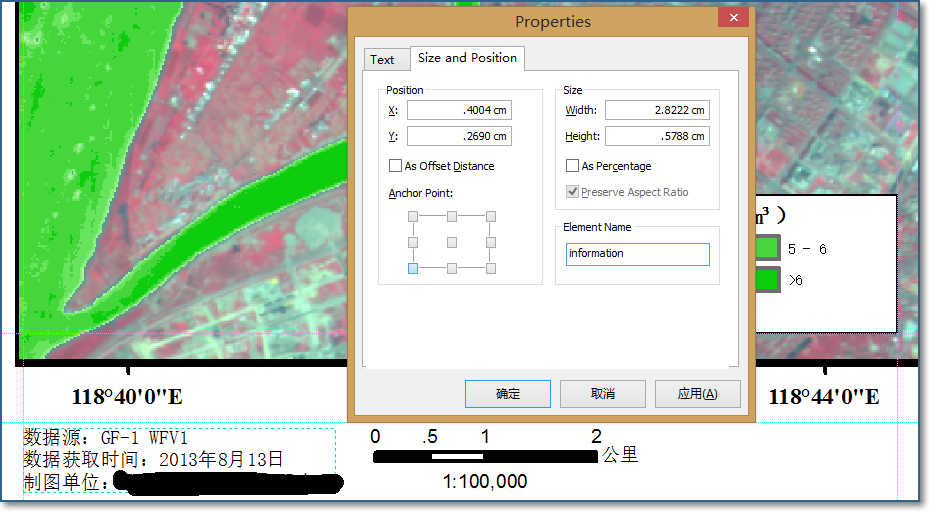 Properties
Text
Size and Position
Position
X: .4004 cm
Y: .2690 cm
As Offset Distance
Anchor Point:
Size
Width: 2.8222 cm
Height: .5788 cm
As Percentage
Preserve Aspect Ratio
Element Name
information
确定 取消 应用(A)
m³ )
5 - 6
>6
118°40'0"E 118°44'0"E
数据源：GF-1 WFV1
数据获取时间：2013年8月13日
制图单位：
0 .5 1 2
公里
1:100,000